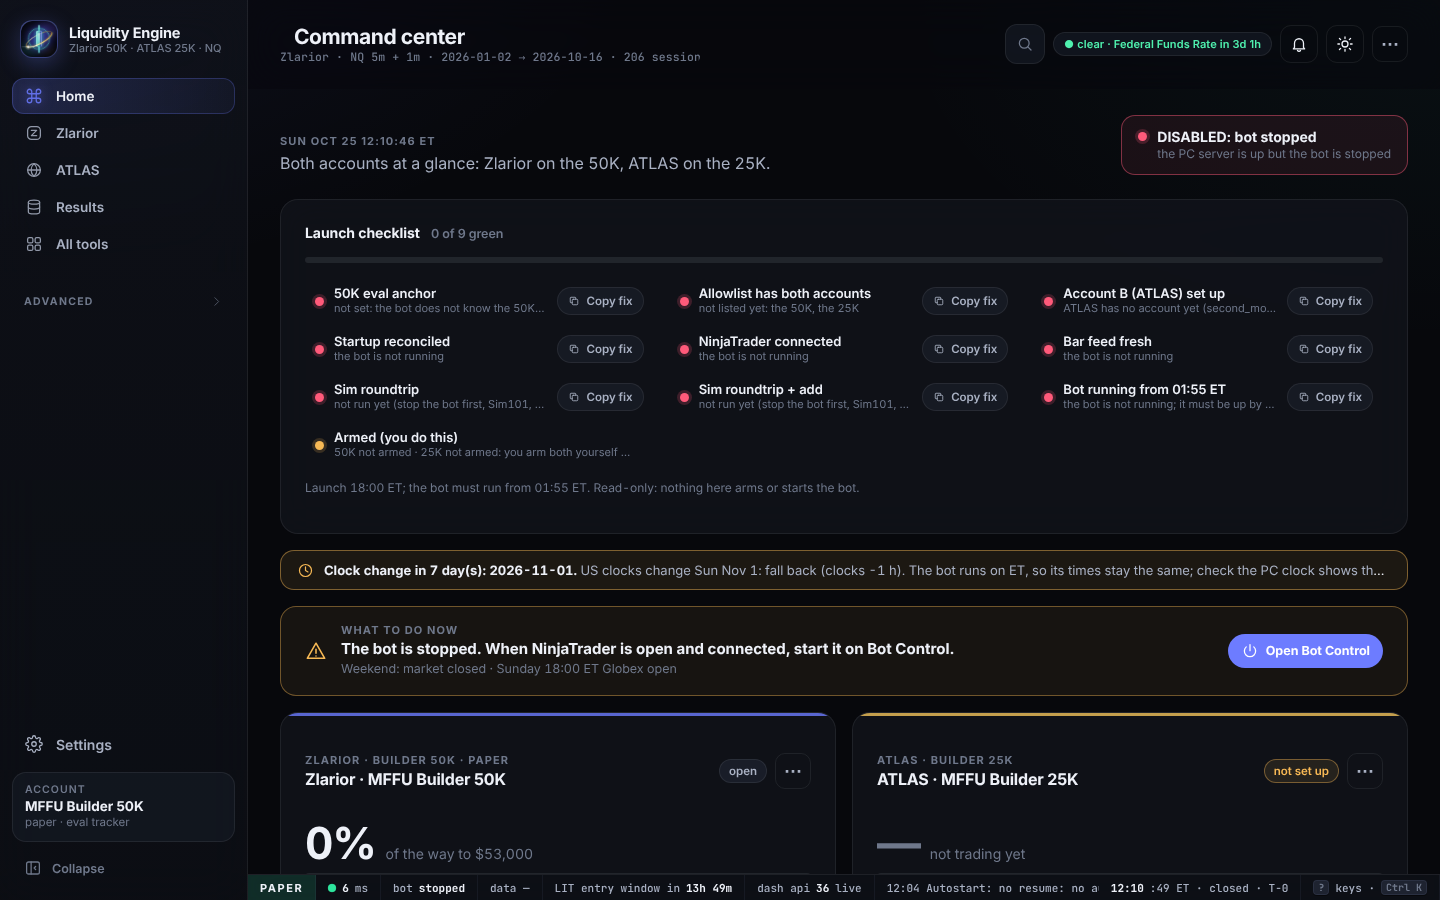 Liquidity Engine
Zlarior 50K · ATLAS 25K · NQ
Home
Zlarior
ATLAS
Results
All tools
ADVANCED
Settings
ACCOUNT
MFFU Builder 50K
paper · eval tracker
Collapse
Command center
Zlarior · NQ 5m + 1m · 2026-01-02 → 2026-10-16 · 206 session
clear · Federal Funds Rate in 3d 1h
SUN OCT 25 12:10:46 ET
Both accounts at a glance: Zlarior on the 50K, ATLAS on the 25K.
DISABLED: bot stopped
the PC server is up but the bot is stopped
Launch checklist 0 of 9 green
50K eval anchor
not set: the bot does not know the 50K...
Copy fix
Allowlist has both accounts
not listed yet: the 50K, the 25K
Copy fix
Account B (ATLAS) set up
ATLAS has no account yet (second_mo...
Copy fix
Startup reconciled
the bot is not running
Copy fix
NinjaTrader connected
the bot is not running
Copy fix
Bar feed fresh
the bot is not running
Copy fix
Sim roundtrip
not run yet (stop the bot first, Sim101, ...
Copy fix
Sim roundtrip + add
not run yet (stop the bot first, Sim101, ...
Copy fix
Bot running from 01:55 ET
the bot is not running; it must be up by ...
Copy fix
Armed (you do this)
50K not armed · 25K not armed: you arm both yourself ...
Launch 18:00 ET; the bot must run from 01:55 ET. Read-only: nothing here arms or starts the bot.
Clock change in 7 day(s): 2026-11-01. US clocks change Sun Nov 1: fall back (clocks -1 h). The bot runs on ET, so its times stay the same; check the PC clock shows th...
WHAT TO DO NOW
The bot is stopped. When NinjaTrader is open and connected, start it on Bot Control.
Weekend: market closed · Sunday 18:00 ET Globex open
Open Bot Control
ZLARIOR · BUILDER 50K · PAPER
Zlarior · MFFU Builder 50K
open
0% of the way to $53,000
ATLAS · BUILDER 25K
ATLAS · MFFU Builder 25K
not set up
— not trading yet
PAPER
6 ms
bot stopped
data —
LIT entry window in 13h 49m
dash api 36 live
12:04 Autostart: no resume: no a
12:10 :49 ET · closed · T-0
? keys · Ctrl K